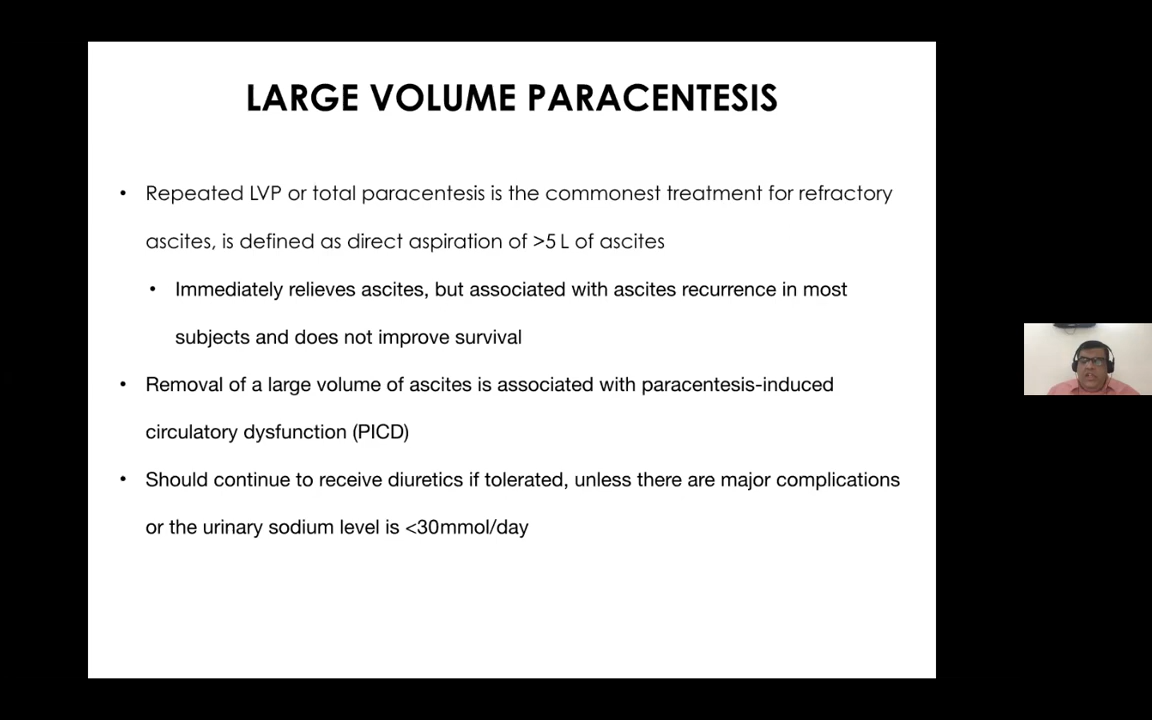 LARGE VOLUME PARACENTESIS
• Repeated LVP or total paracentesis is the commonest treatment for refractory
ascites, is defined as direct aspiration of >5 L of ascites
• Immediately relieves ascites, but associated with ascites recurrence in most
subjects and does not improve survival
• Removal of a large volume of ascites is associated with paracentesis-induced
circulatory dysfunction (PICD)
• Should continue to receive diuretics if tolerated, unless there are major complications
or the urinary sodium level is <30mmol/day